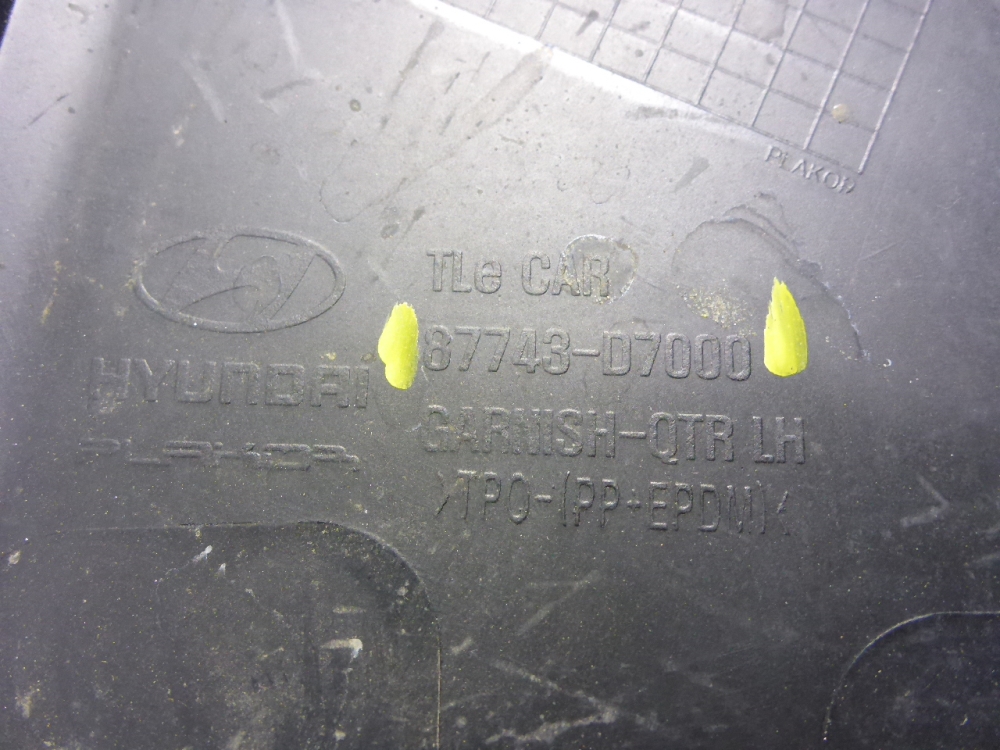 PLAKOR
TLe CAR
87743-D7000
HYUNDAI
GARNISH-QTR LH
PLAKOR
>TPO-(PP+EPDM)<